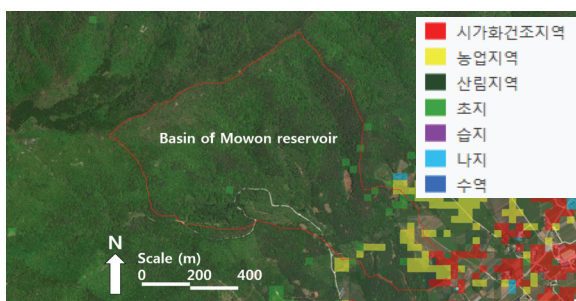 시가화건조지역
농업지역
산림지역
초지
습지
나지
수역
Basin of Mowon reservoir
N
Scale (m)
0 200 400